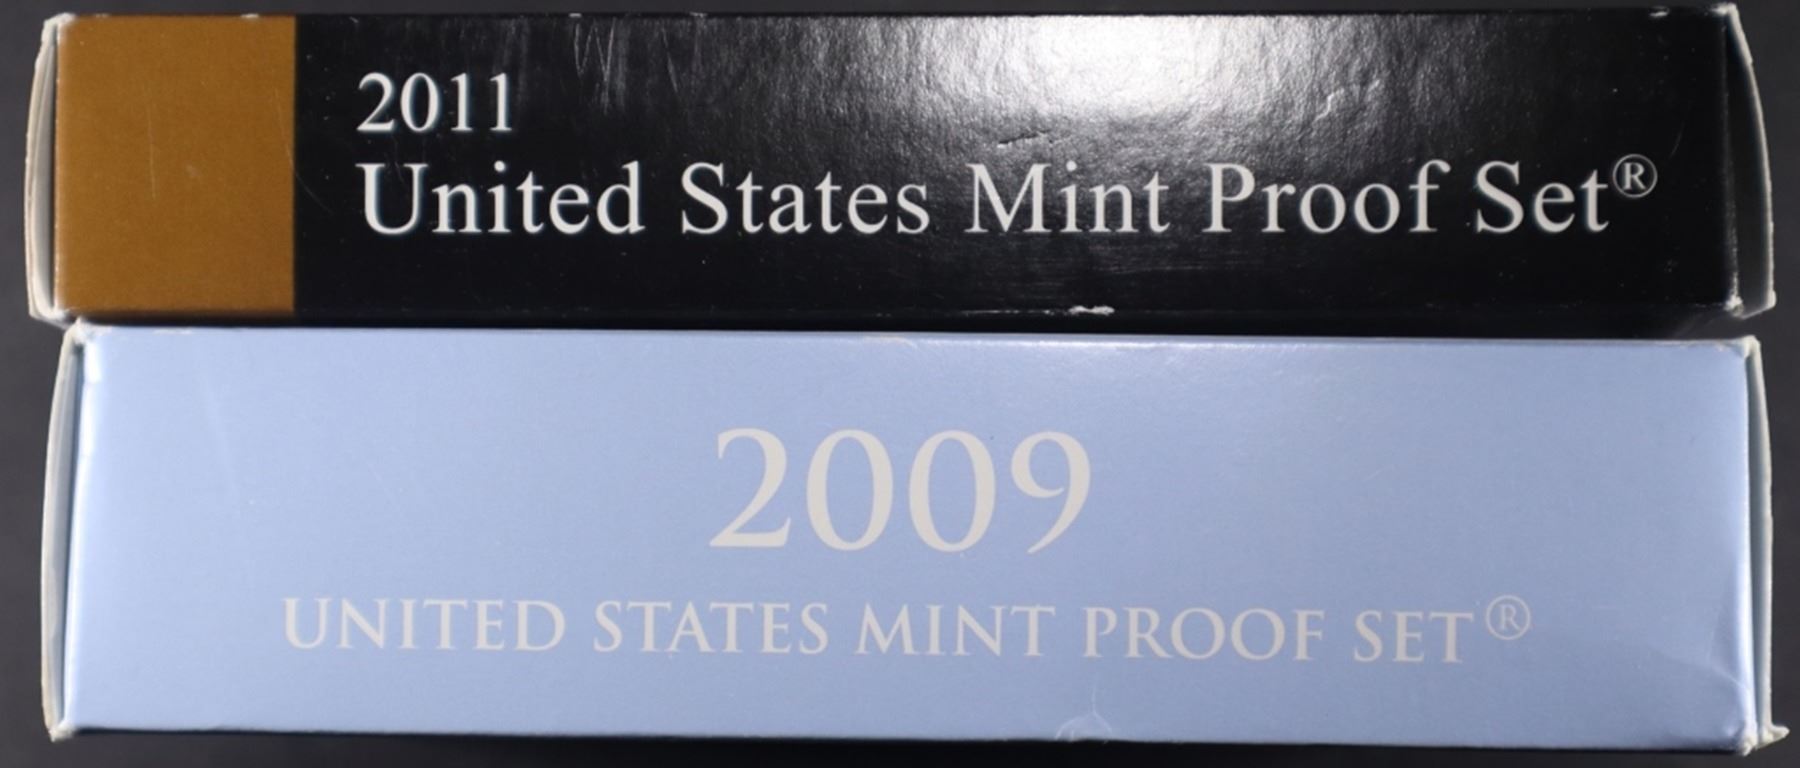 2011
United States Mint Proof Set®
2009
UNITED STATES MINT PROOF SET®